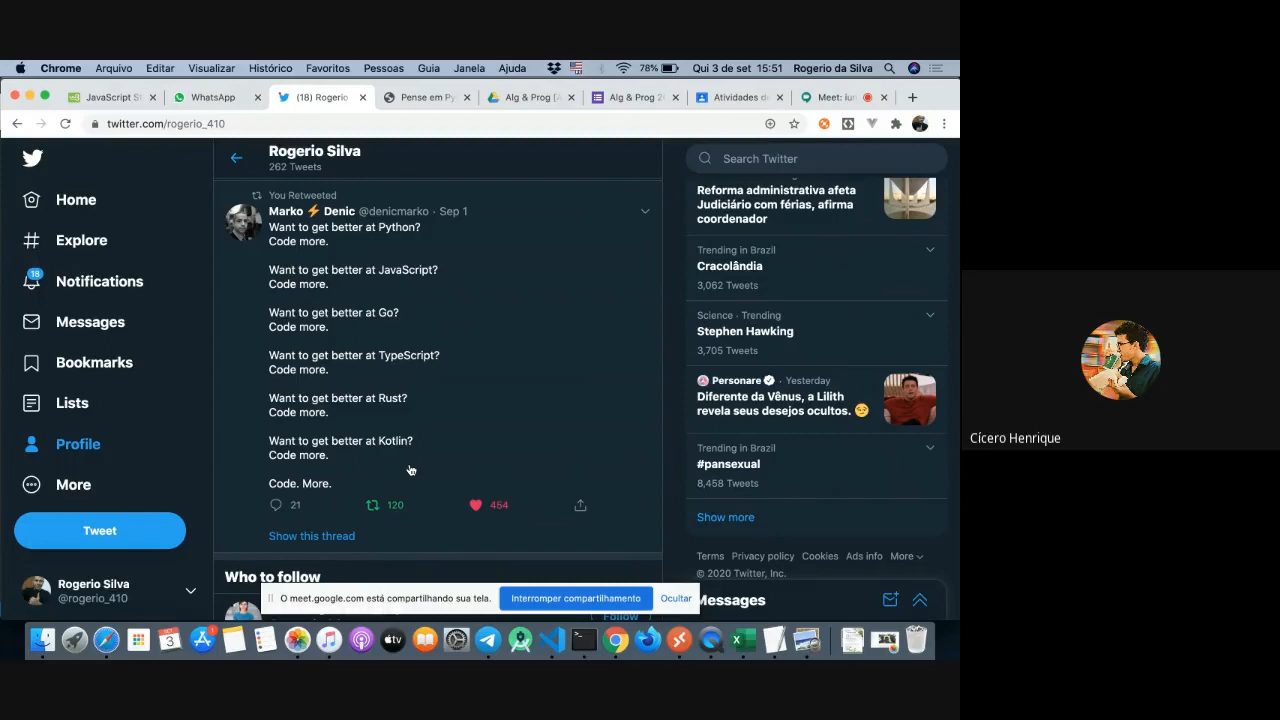 Chrome Arquivo Editar Visualizar Histórico Favoritos Pessoas Guia Janela Ajuda 78% Qui 3 de set 15:51 Rogerio da Silva
JavaScript S
WhatsApp
(18) Rogerio
Pense em Py
Alg & Prog [A
Alg & Prog 2
Atividades d
Meet: iur
twitter.com/rogerio_410
Home
Explore
18
Notifications
Messages
Bookmarks
Lists
Profile
More
Tweet
Rogerio Silva
@rogerio_410
Rogerio Silva
262 Tweets
You Retweeted
Marko ⚡ Denic @denicmarko · Sep 1
Want to get better at Python?
Code more.
Want to get better at JavaScript?
Code more.
Want to get better at Go?
Code more.
Want to get better at TypeScript?
Code more.
Want to get better at Rust?
Code more.
Want to get better at Kotlin?
Code more.
Code. More.
21 120 454
Show this thread
Who to follow
Follow
O meet.google.com está compartilhando sua tela. Interromper compartilhamento Ocultar
Search Twitter
Reforma administrativa afeta
Judiciário com férias, afirma
coordenador
Trending in Brazil
Cracolândia
3,062 Tweets
Science · Trending
Stephen Hawking
3,705 Tweets
Personare · Yesterday
Diferente da Vênus, a Lilith
revela seus desejos ocultos. 😏
Trending in Brazil
#pansexual
8,458 Tweets
Show more
Terms Privacy policy Cookies Ads info More
© 2020 Twitter, Inc.
Messages
Cícero Henrique